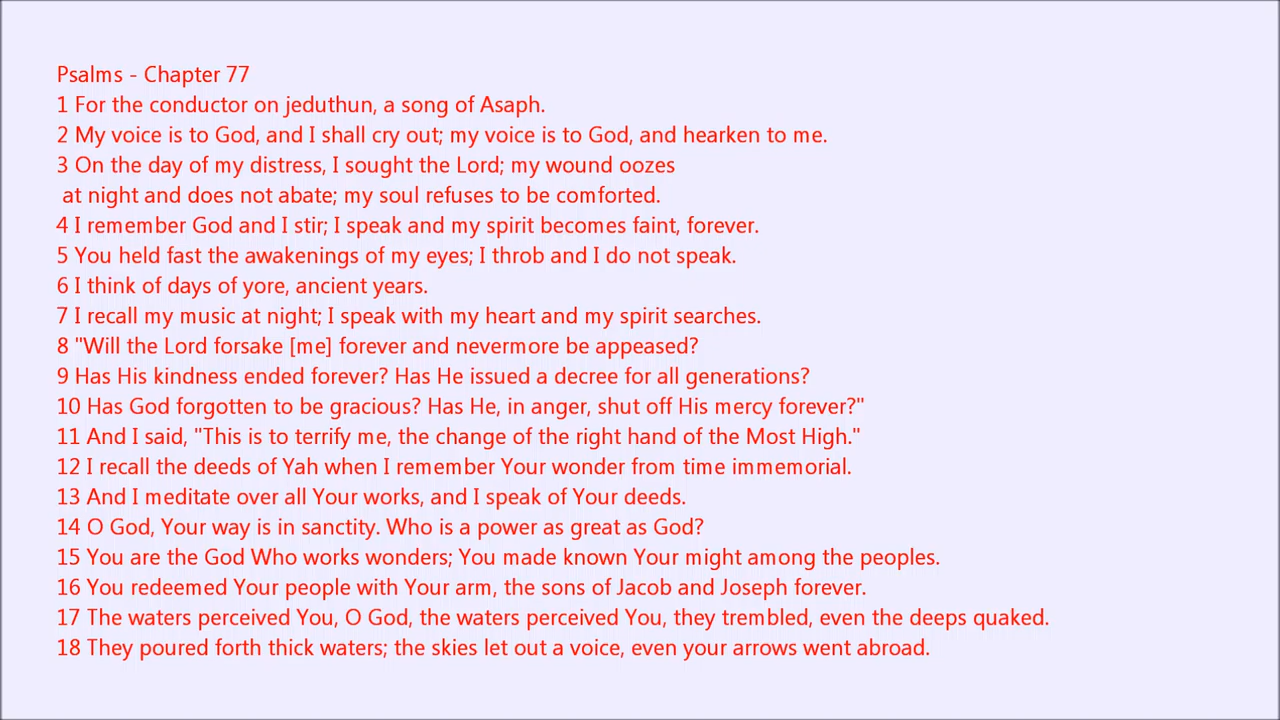 Psalms - Chapter 77
1 For the conductor on jeduthun, a song of Asaph.
2 My voice is to God, and I shall cry out; my voice is to God, and hearken to me.
3 On the day of my distress, I sought the Lord; my wound oozes
at night and does not abate; my soul refuses to be comforted.
4 I remember God and I stir; I speak and my spirit becomes faint, forever.
5 You held fast the awakenings of my eyes; I throb and I do not speak.
6 I think of days of yore, ancient years.
7 I recall my music at night; I speak with my heart and my spirit searches.
8 "Will the Lord forsake [me] forever and nevermore be appeased?
9 Has His kindness ended forever? Has He issued a decree for all generations?
10 Has God forgotten to be gracious? Has He, in anger, shut off His mercy forever?"
11 And I said, "This is to terrify me, the change of the right hand of the Most High."
12 I recall the deeds of Yah when I remember Your wonder from time immemorial.
13 And I meditate over all Your works, and I speak of Your deeds.
14 O God, Your way is in sanctity. Who is a power as great as God?
15 You are the God Who works wonders; You made known Your might among the peoples.
16 You redeemed Your people with Your arm, the sons of Jacob and Joseph forever.
17 The waters perceived You, O God, the waters perceived You, they trembled, even the deeps quaked.
18 They poured forth thick waters; the skies let out a voice, even your arrows went abroad.